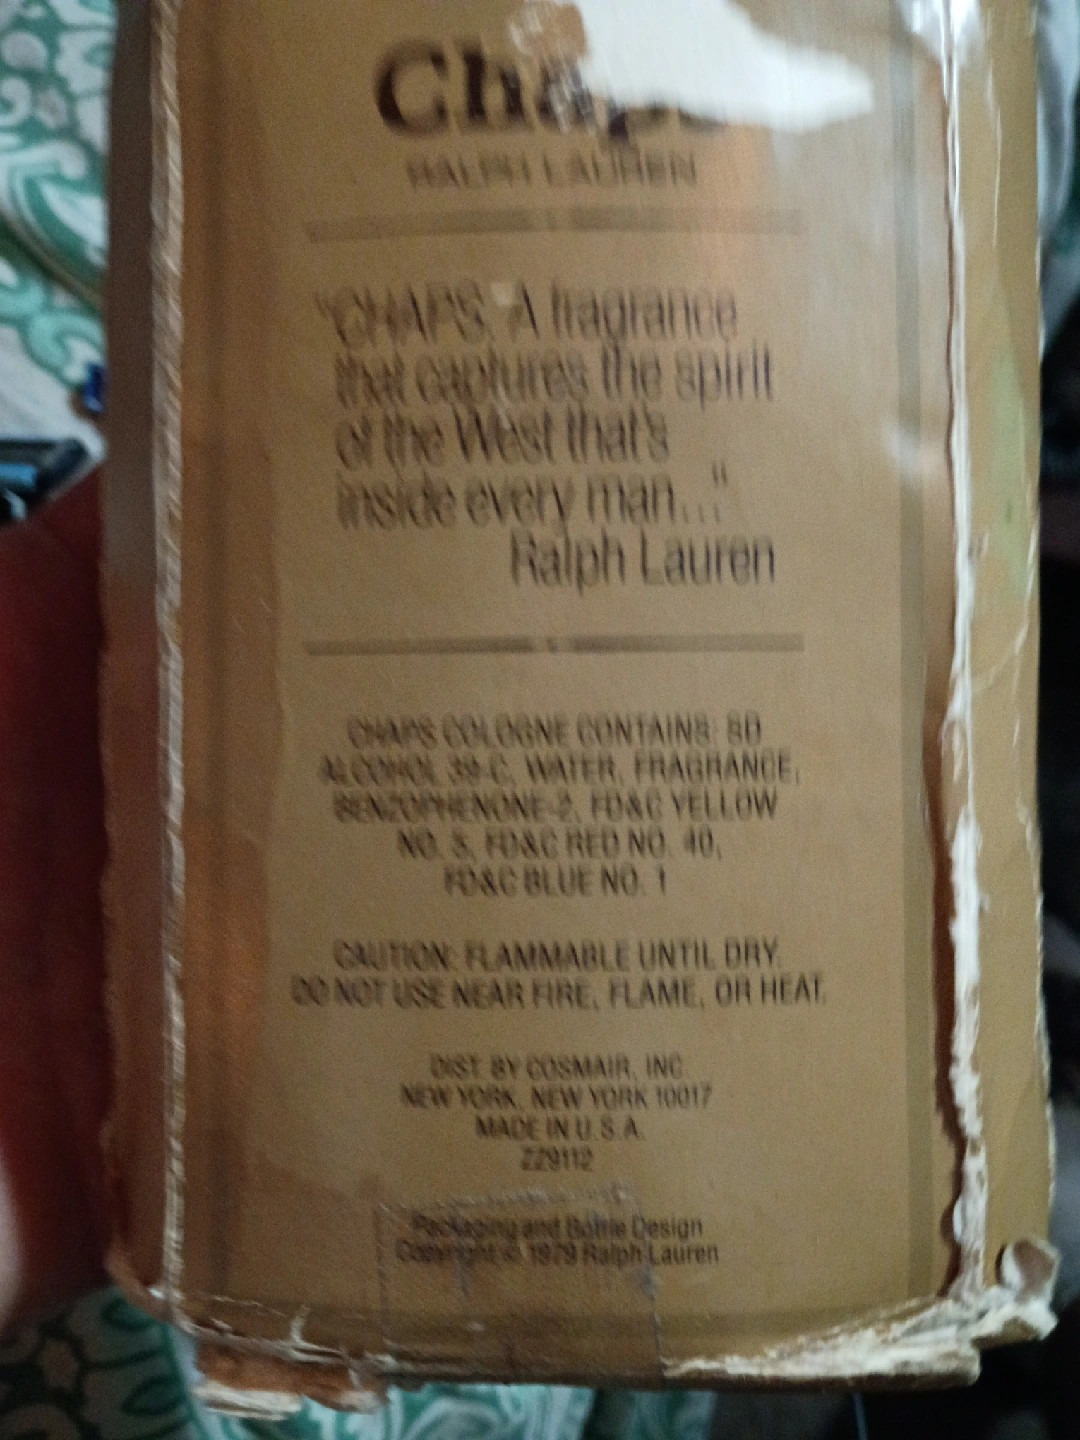 Chaps
RALPH LAUREN
"CHAPS. A fragrance
that captures the spirit
of the West that's
inside every man..."
Ralph Lauren
CHAPS COLOGNE CONTAINS: SD
ALCOHOL 39-C, WATER, FRAGRANCE,
BENZOPHENONE-2, FD&C YELLOW
NO. 5, FD&C RED NO. 40,
FD&C BLUE NO. 1
CAUTION: FLAMMABLE UNTIL DRY.
DO NOT USE NEAR FIRE, FLAME, OR HEAT.
DIST. BY COSMAIR, INC.
NEW YORK, NEW YORK 10017
MADE IN U.S.A.
ZZ9112
Packaging and Bottle Design
Copyright © 1979 Ralph Lauren